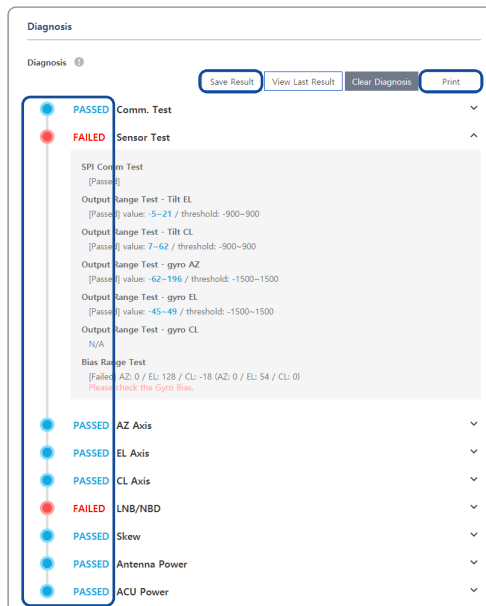 Diagnosis
Diagnosis
Save Result View Last Result Clear Diagnosis Print
PASSED Comm. Test
FAILED Sensor Test
SPI Comm Test
[Passed]
Output Range Test - Tilt EL
[Passed] value: -5~21 / threshold: -900~900
Output Range Test - Tilt CL
[Passed] value: 7~62 / threshold: -900~900
Output Range Test - gyro AZ
[Passed] value: -62~196 / threshold: -1500~1500
Output Range Test - gyro EL
[Passed] value: -45~49 / threshold: -1500~1500
Output Range Test - gyro CL
N/A
Bias Range Test
[Failed] AZ: 0 / EL: 128 / CL: -18 (AZ: 0 / EL: 54 / CL: 0)
Please check the Gyro Bias.
PASSED AZ Axis
PASSED EL Axis
PASSED CL Axis
FAILED LNB/NBD
PASSED Skew
PASSED Antenna Power
PASSED ACU Power